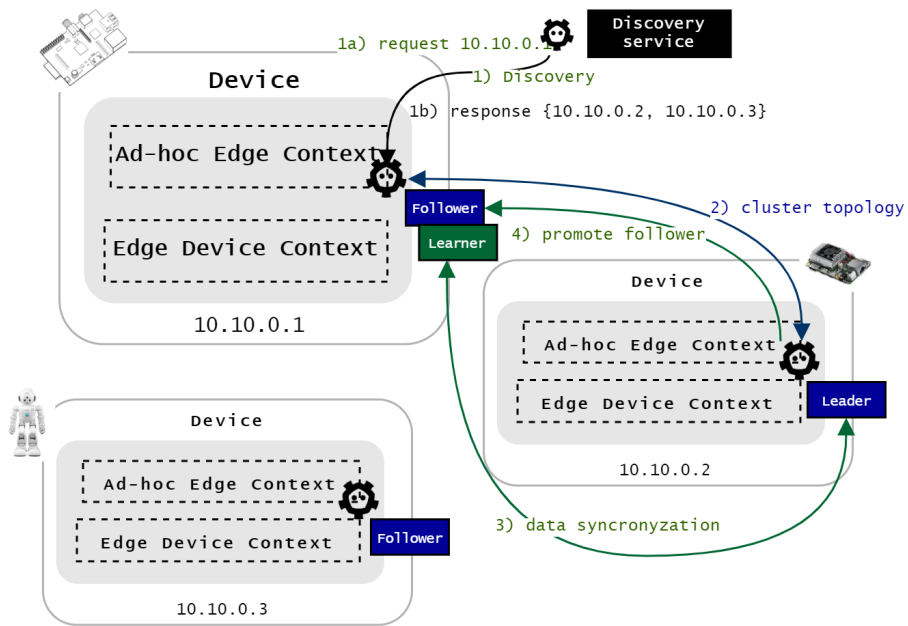 Discovery
service
1a) request 10.10.0.1
1) Discovery
1b) response {10.10.0.2, 10.10.0.3}
Device
Ad-hoc Edge Context
Edge Device Context
10.10.0.1
Follower
Learner
2) cluster topology
4) promote follower
Device
Ad-hoc Edge Context
Edge Device Context
Leader
10.10.0.2
3) data syncronyzation
Device
Ad-hoc Edge Context
Edge Device Context
Follower
10.10.0.3